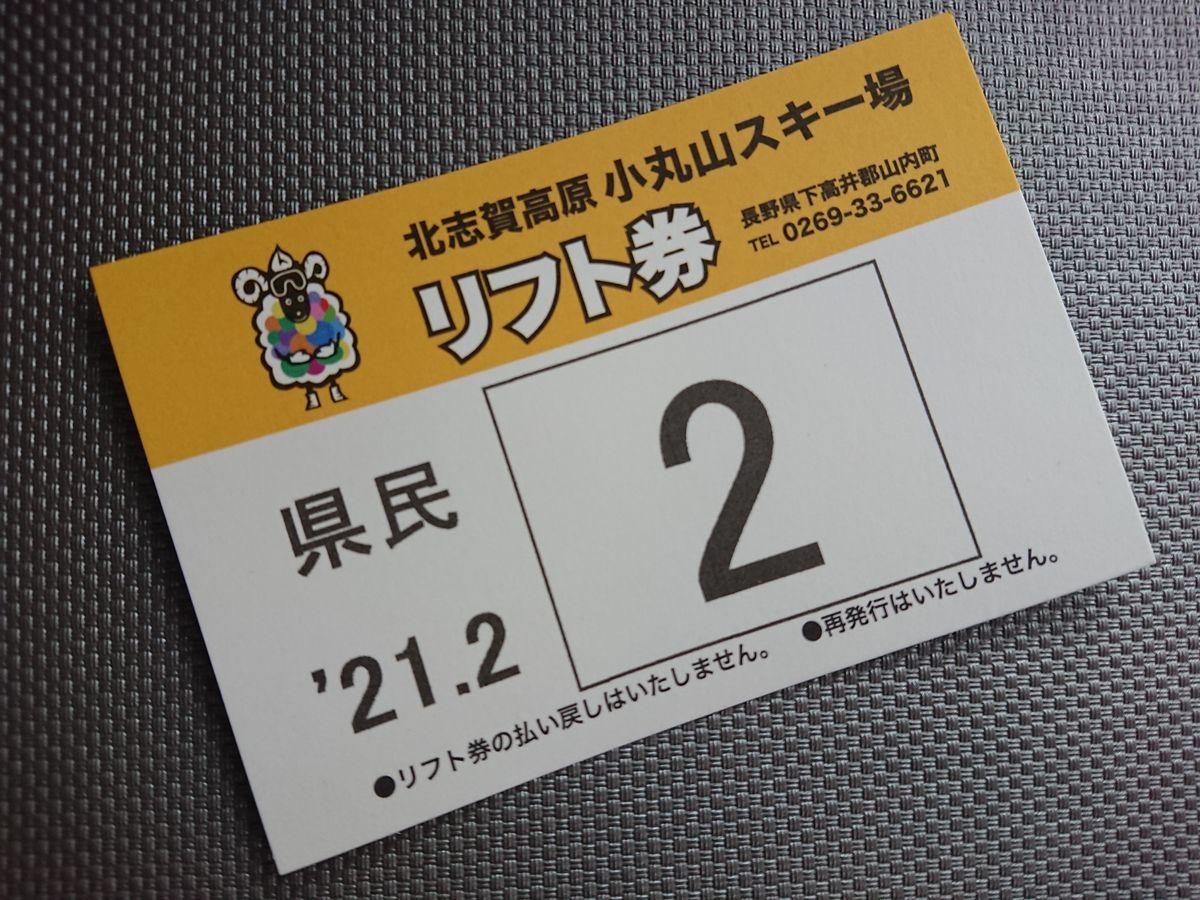 北志賀高原 小丸山スキー場
リフト券
長野県下高井郡山内町
TEL 0269-33-6621
県民
'21.2
2
●リフト券の払い戻しはいたしません。 ●再発行はいたしません。